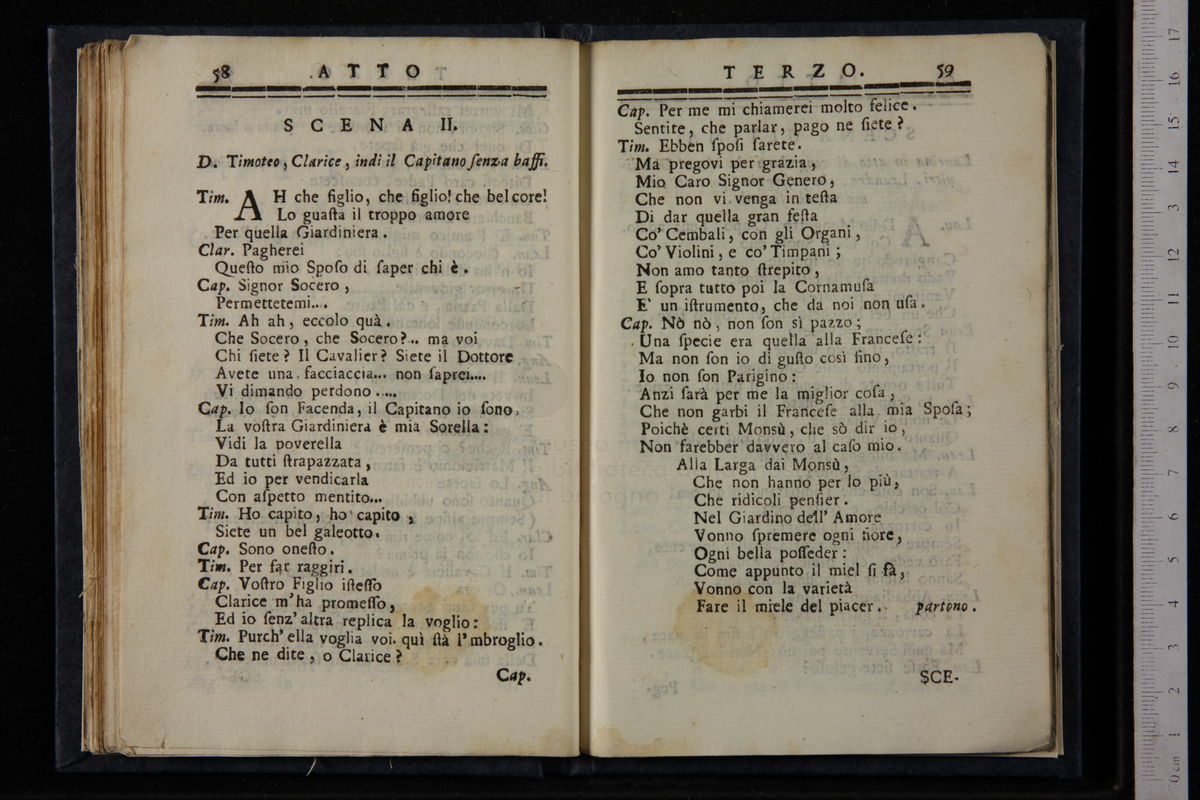 58 ATTO
SCENA II.
D. Timoteo, Clarice, indi il Capitano ſenza baffi.
Tim. AH che figlio, che figlio! che bel core!
Lo guaſta il troppo amore
Per quella Giardiniera.
Clar. Pagherei
Queſto mio Spoſo di ſaper chi è.
Cap. Signor Socero,
Permettetemi....
Tim. Ah ah, eccolo quà.
Che Socero, che Socero?.. ma voi
Chi ſiete? Il Cavalier? Siete il Dottore
Avete una facciaccia... non ſaprei....
Vi dimando perdono.....
Cap. Io ſon Facenda, il Capitano io ſono,
La voſtra Giardiniera è mia Sorella:
Vidi la poverella
Da tutti ſtrapazzata,
Ed io per vendicarla
Con aſpetto mentito...
Tim. Ho capito, ho capito,
Siete un bel galeotto.
Cap. Sono oneſto.
Tim. Per far raggiri.
Cap. Voſtro Figlio iſteſſo
Clarice m'ha promeſſo,
Ed io ſenz' altra replica la voglio:
Tim. Purch' ella voglia voi. quì ſtà l'mbroglio.
Che ne dite, o Clarice?
Cap.
TERZO. 59
Cap. Per me mi chiamerei molto felice.
Sentite, che parlar, pago ne ſiete?
Tim. Ebben ſpoſi ſarete.
Ma pregovi per grazia,
Mio Caro Signor Genero,
Che non vi venga in teſta
Di dar quella gran feſta
Co' Cembali, con gli Organi,
Co' Violini, e co' Timpani;
Non amo tanto ſtrepito,
E ſopra tutto poi la Cornamuſa
E' un iſtrumento, che da noi non uſa.
Cap. Nò nò, non ſon sì pazzo;
Una ſpecie era quella alla Franceſe:
Ma non ſon io di guſto così fino,
Io non ſon Parigino:
Anzi ſarà per me la miglior coſa,
Che non garbi il Franceſe alla mia Spoſa;
Poichè certi Monsù, che sò dir io,
Non farebber davvero al caſo mio.
Alla Larga dai Monsù,
Che non hanno per lo più,
Che ridicoli penſier.
Nel Giardino dell' Amore
Vonno ſpremere ogni fiore,
Ogni bella poſſeder:
Come appunto il miel ſi fà,
Vonno con la varietà
Fare il miele del piacer. partono.
SCE-